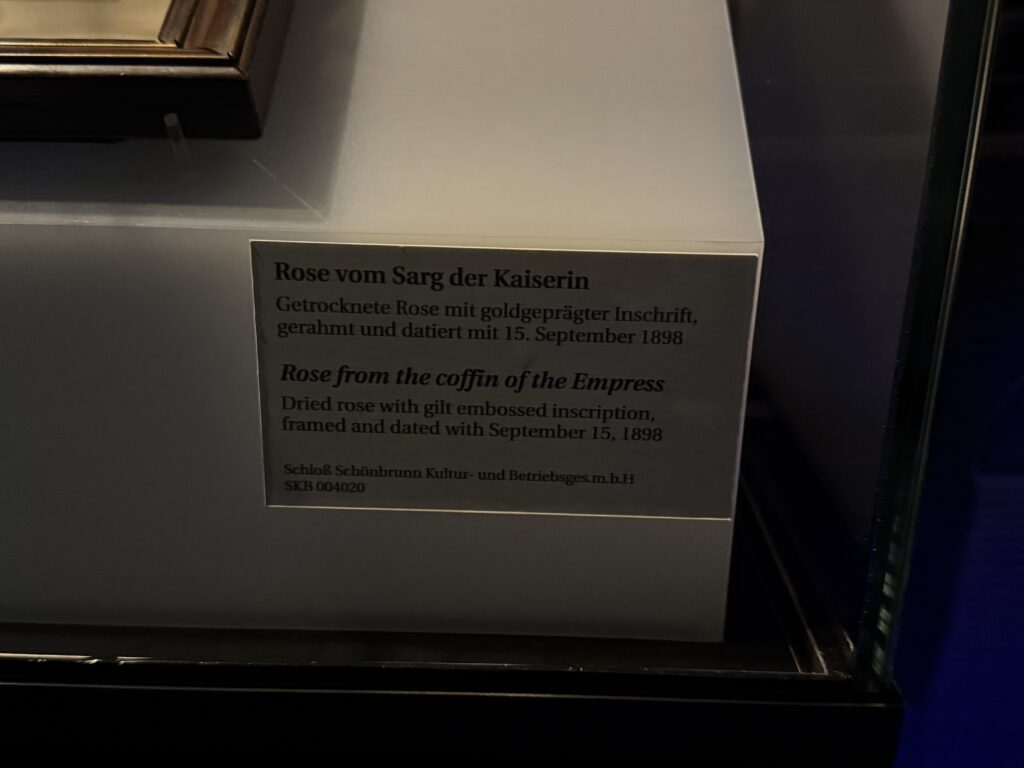 Rose vom Sarg der Kaiserin
Getrocknete Rose mit goldgeprägter Inschrift,
gerahmt und datiert mit 15. September 1898
Rose from the coffin of the Empress
Dried rose with gilt embossed inscription,
framed and dated with September 15, 1898
Schloß Schönbrunn Kultur- und Betriebsges.m.b.H
SKB 004020